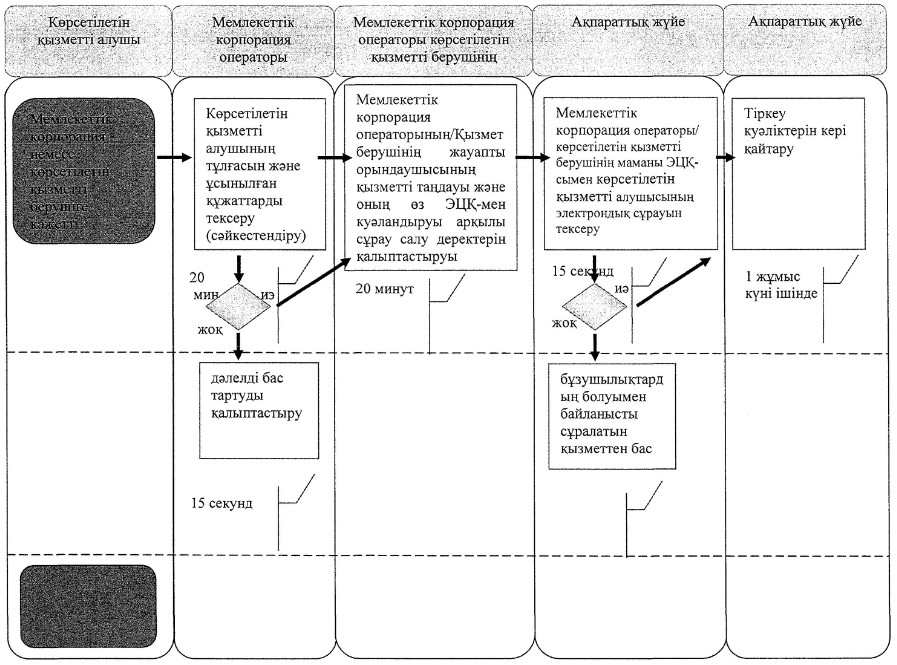 Көрсетілетін
қызметті алушы
Мемлекеттік
корпорация
операторы
Мемлекеттік корпорация
операторы көрсетілетін
қызметті берушінің
Ақпараттық жүйе
Ақпараттық жүйе
Мемлекеттік
корпорация
немесе
көрсетілетін
қызметті
берушіге
қажетті
Көрсетілетін
қызметті
алушының
тұлғасын және
ұсынылған
құжаттарды
тексеру
(сәйкестендіру)
Мемлекеттік
корпорация
операторының/Қызмет
берушінің жауапты
орындаушысының
қызметті таңдауы және
оның өз ЭЦҚ-мен
куәландыруы арқылы
сұрау салу деректерін
қалыптастыруы
Мемлекеттік
корпорация операторы/
көрсетілетін қызметті
берушінің маманы ЭЦҚ-
сымен көрсетілетін
қызметті алушысының
электрондық сұрауын
тексеру
Тіркеу
куәліктерін кері
қайтару
20
мин
иэ
жоқ
20 минут
15 секунд
иә
жоқ
1 жұмыс
күні ішінде
дәлелді бас
тартуды
қалыптастыру
15 секунд
бұзушылықтард
ың болуымен
байланысты
сұралатын
қызметтен бас